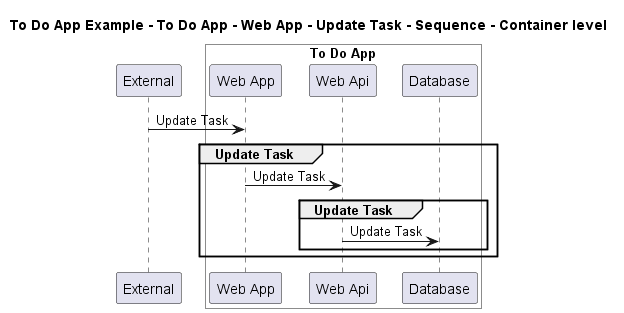 To Do App Example - To Do App - Web App - Update Task - Sequence - Container level
To Do App
External Web App Web Api Database
Update Task
Update Task
Update Task
Update Task
Update Task
External Web App Web Api Database